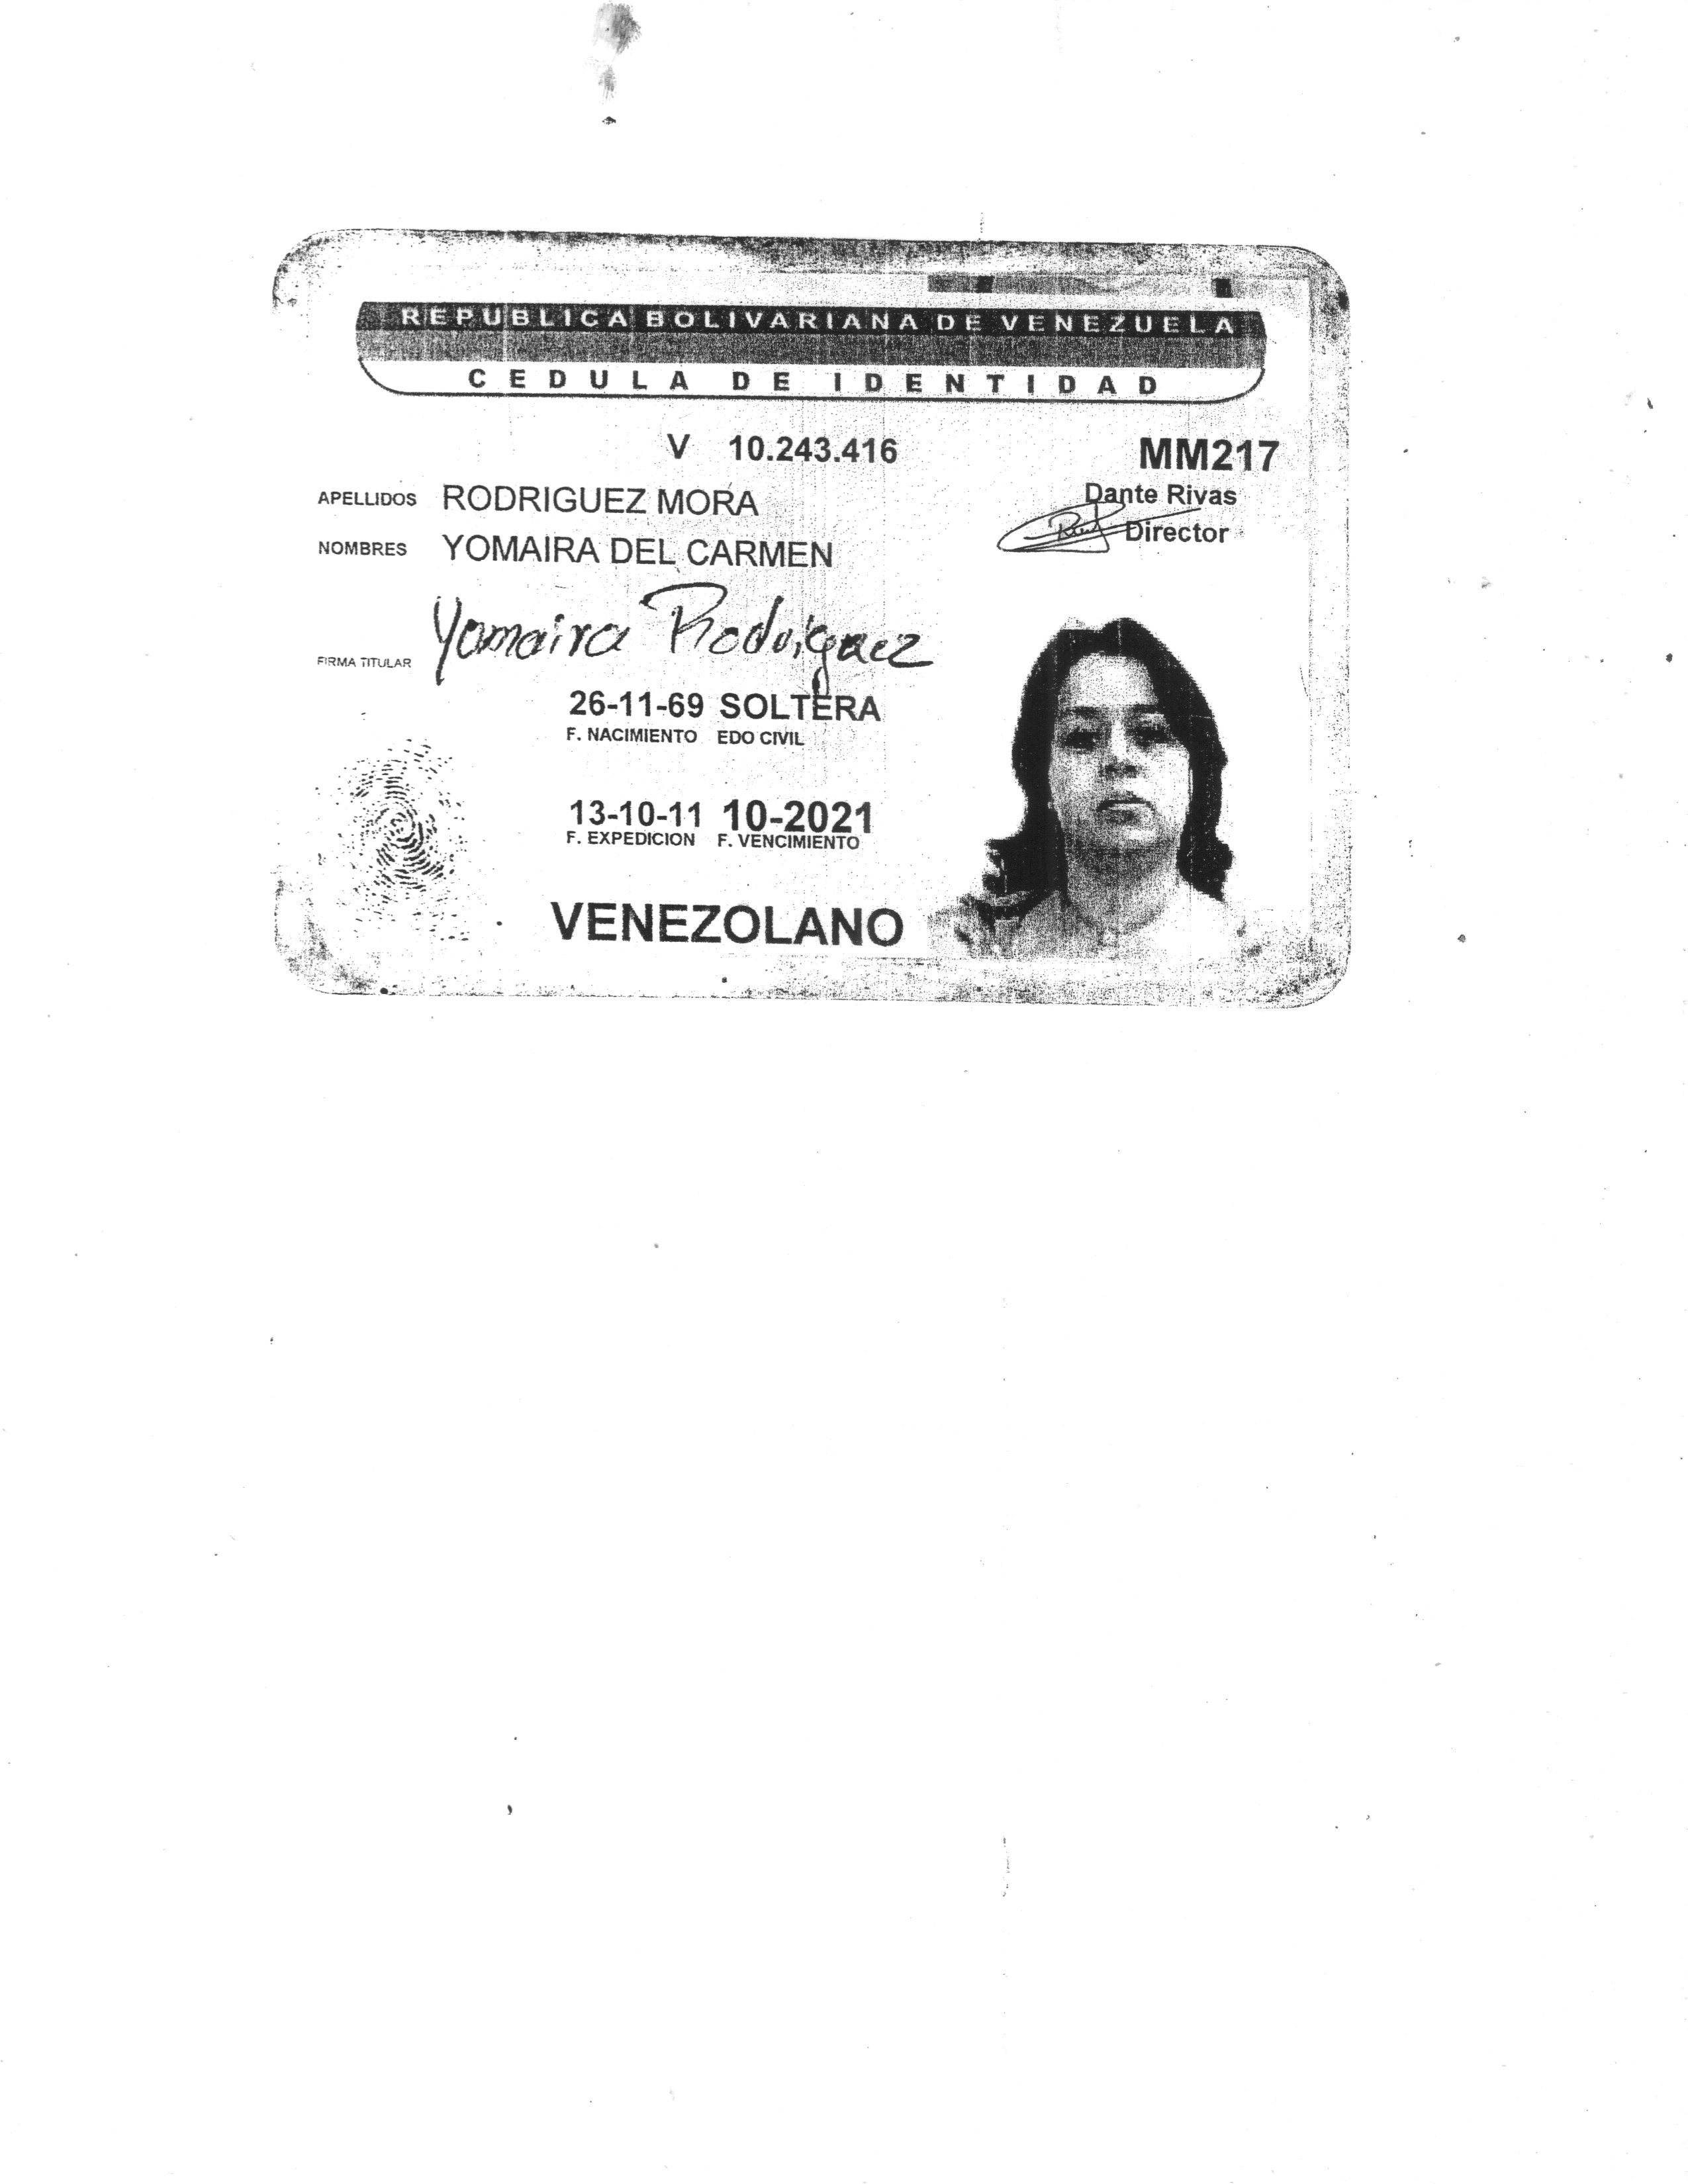 REPUBLICA BOLIVARIANA DE VENEZUELA
CEDULA DE IDENTIDAD
V 10.243.416 MM217
APELLIDOS RODRIGUEZ MORA Dante Rivas
NOMBRES YOMAIRA DEL CARMEN Director
FIRMA TITULAR Yomaira Rodriguez
26-11-69 SOLTERA
F. NACIMIENTO EDO CIVIL
13-10-11 10-2021
F. EXPEDICION F. VENCIMIENTO
VENEZOLANO